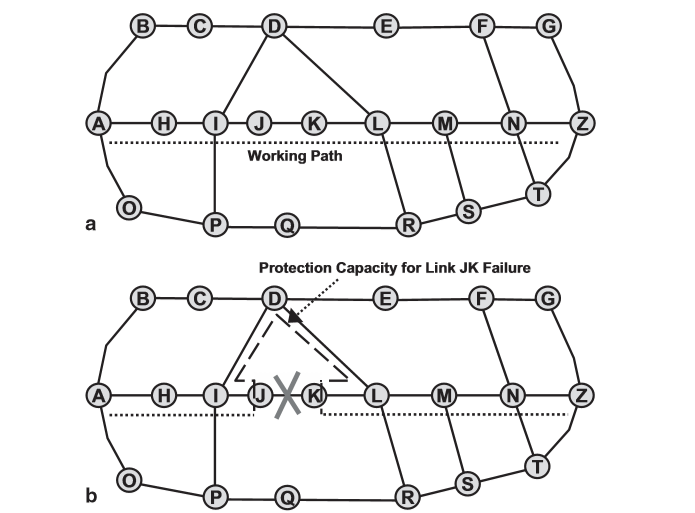 B C D E F G
A H I J K L M N Z
Working Path
O P Q R S T
a
Protection Capacity for Link JK Failure
B C D E F G
A H I J K L M N Z
O P Q R S T
b